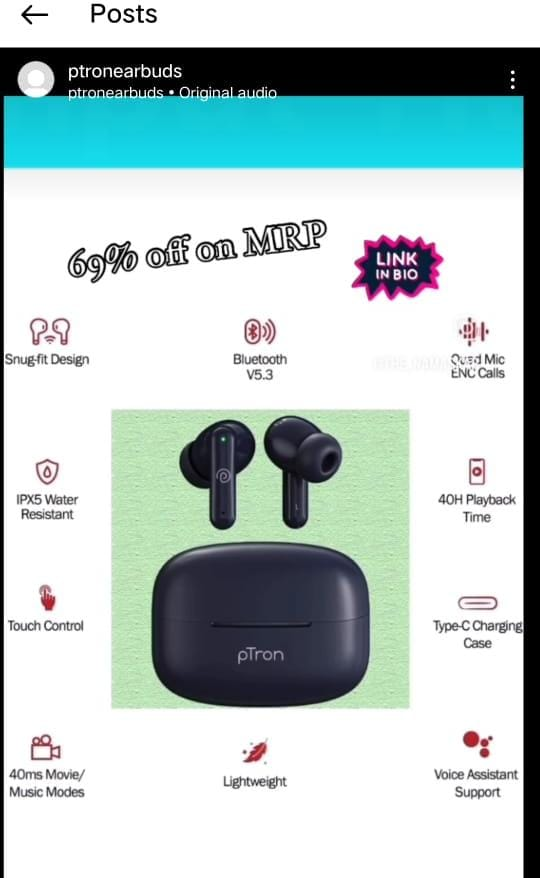 Posts
ptronearbuds
ptronearbuds • Original audio
69% off on MRP
LINK
IN BIO
Snug-fit Design
Bluetooth
V5.3
Quad Mic
ENC Calls
IPX5 Water
Resistant
40H Playback
Time
Touch Control
Type-C Charging
Case
pTron
40ms Movie/
Music Modes
Lightweight
Voice Assistant
Support